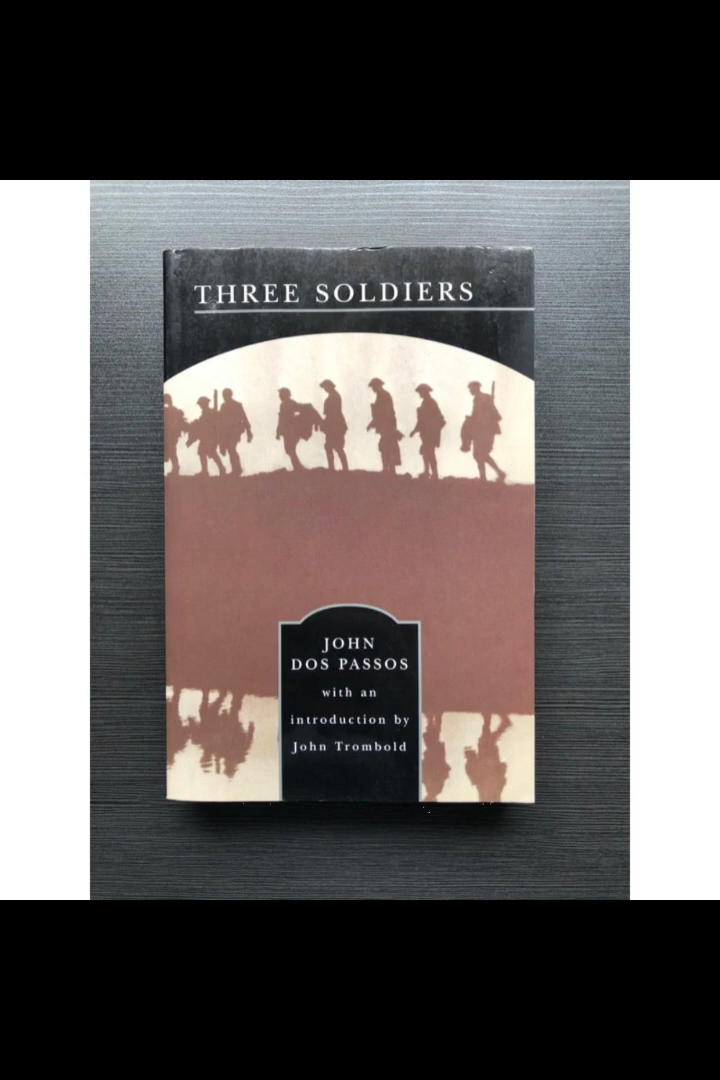 THREE SOLDIERS
JOHN
DOS PASSOS
with an
introduction by
John Trombold